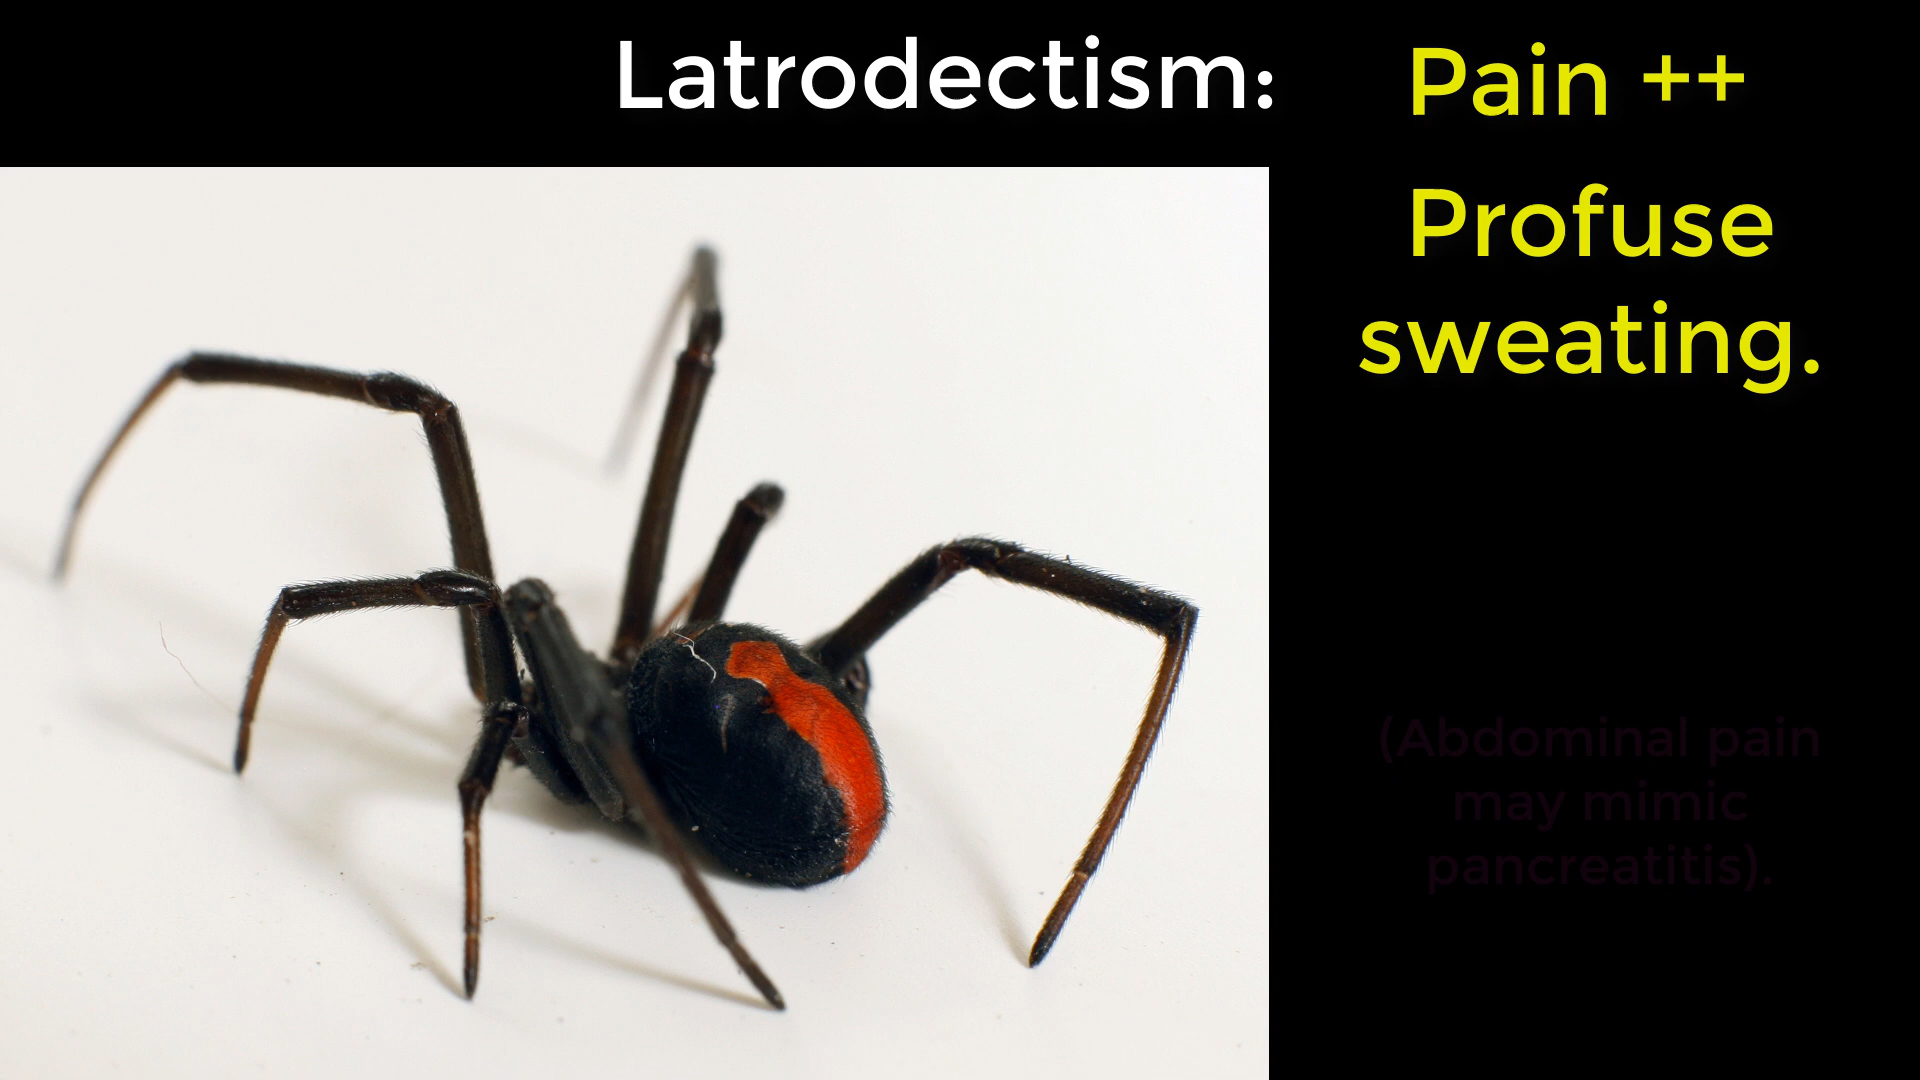 Latrodectism:
Pain ++
Profuse
sweating.
(Abdominal pain
may mimic
pancreatitis).